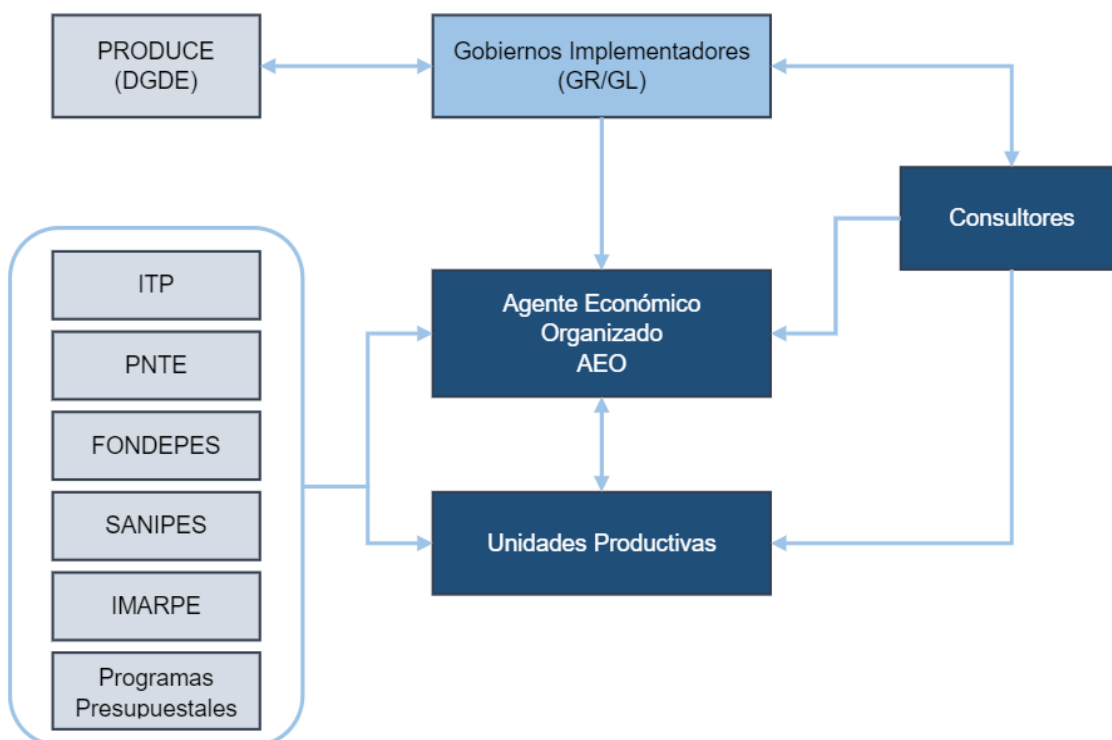 PRODUCE
(DGDE)
Gobiernos Implementadores
(GR/GL)
Consultores
ITP
PNTE
FONDEPES
SANIPES
IMARPE
Programas
Presupuestales
Agente Económico
Organizado
AEO
Unidades Productivas